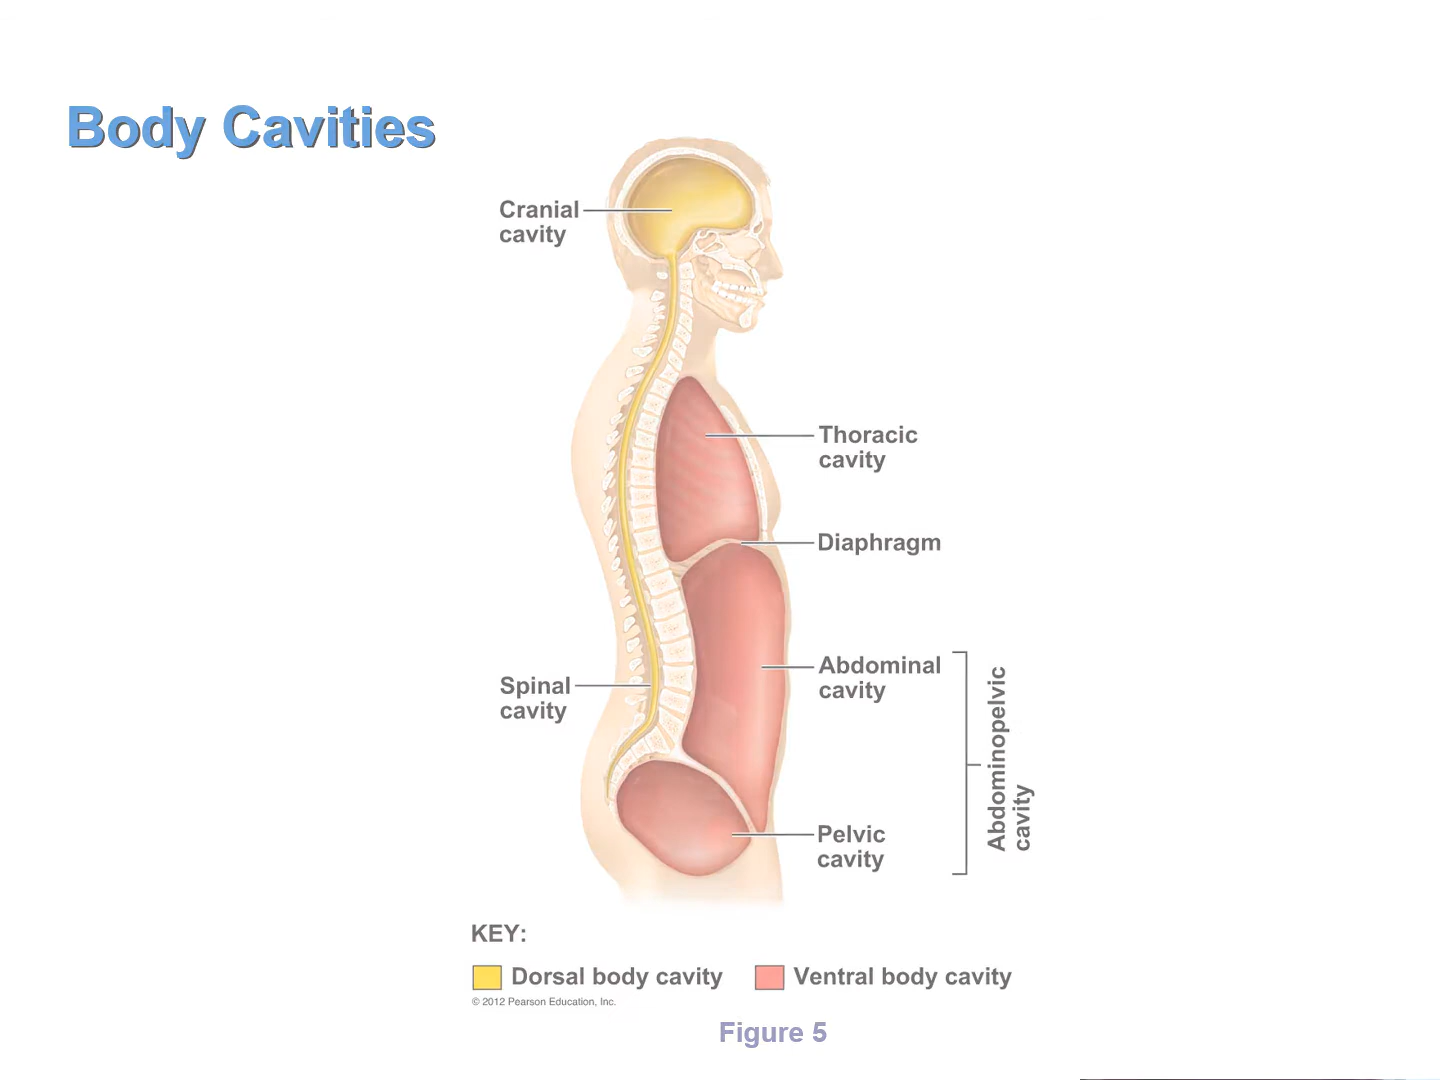 Body Cavities
Cranial
cavity
Thoracic
cavity
Diaphragm
Abdominal
cavity
Spinal
cavity
Abdominopelvic
cavity
Pelvic
cavity
KEY:
Dorsal body cavity
Ventral body cavity
© 2012 Pearson Education, Inc.
Figure 5